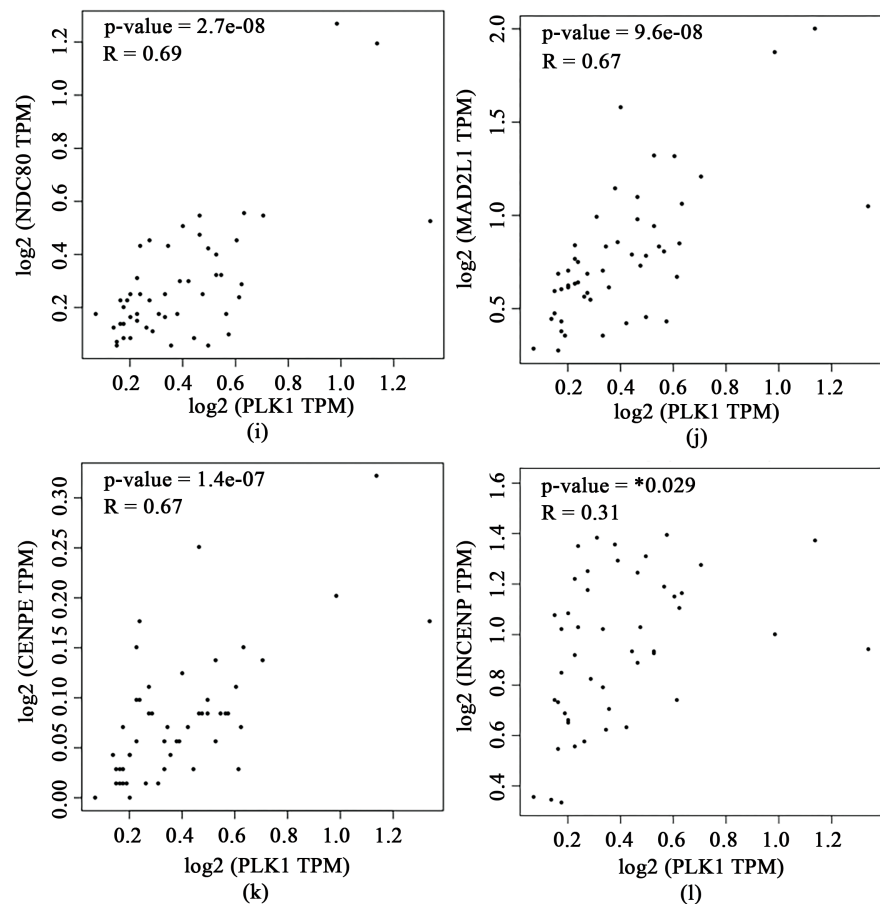 p-value = 2.7e-08
R = 0.69
log2 (NDC80 TPM)
0.2 0.4 0.6 0.8 1.0 1.2
0.2 0.4 0.6 0.8 1.0 1.2
log2 (PLK1 TPM)
(i)
p-value = 9.6e-08
R = 0.67
log2 (MAD2L1 TPM)
0.5 1.0 1.5 2.0
0.2 0.4 0.6 0.8 1.0 1.2
log2 (PLK1 TPM)
(j)
p-value = 1.4e-07
R = 0.67
log2 (CENPE TPM)
0.00 0.05 0.10 0.15 0.20 0.25 0.30
0.2 0.4 0.6 0.8 1.0 1.2
log2 (PLK1 TPM)
(k)
p-value = *0.029
R = 0.31
log2 (INCENP TPM)
0.4 0.6 0.8 1.0 1.2 1.4 1.6
0.2 0.4 0.6 0.8 1.0 1.2
log2 (PLK1 TPM)
(l)